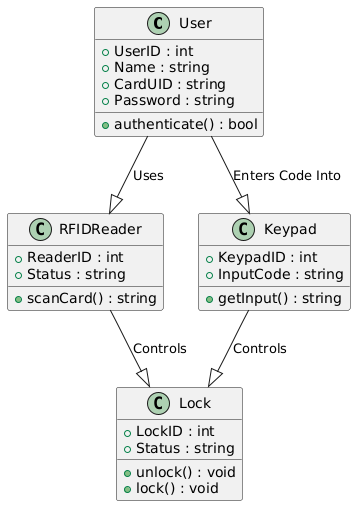 C User
UserID : int
Name : string
CardUID : string
Password : string
authenticate() : bool
Uses
Enters Code Into
C RFIDReader
ReaderID : int
Status : string
scanCard() : string
C Keypad
KeypadID : int
InputCode : string
getInput() : string
Controls
Controls
C Lock
LockID : int
Status : string
unlock() : void
lock() : void